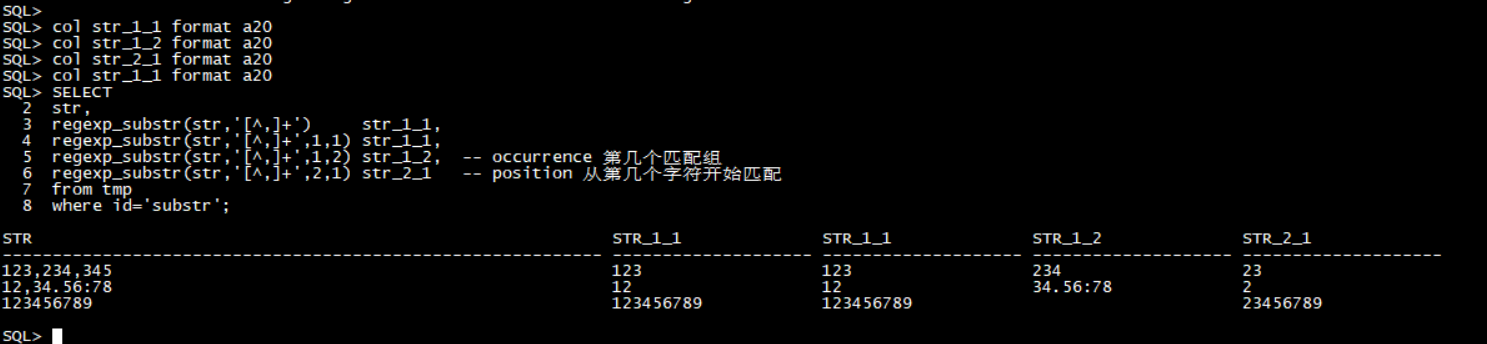 SQL>
SQL> col str_1_1 format a20
SQL> col str_1_2 format a20
SQL> col str_2_1 format a20
SQL> col str_1_1 format a20
SQL> SELECT
  2  str,
  3  regexp_substr(str,'[^,]+')     str_1_1,
  4  regexp_substr(str,'[^,]+',1,1) str_1_1,
  5  regexp_substr(str,'[^,]+',1,2) str_1_2,  -- occurrence 第几个匹配组
  6  regexp_substr(str,'[^,]+',2,1) str_2_1   -- position 从第几个字符开始匹配
  7  from tmp
  8  where id='substr';
STR                                                          STR_1_1              STR_1_1              STR_1_2              STR_2_1
------------------------------------------------------------ -------------------- -------------------- -------------------- --------------------
123,234,345                                                  123                  123                  234                  23
12,34.56:78                                                  12                   12                   34.56:78             2
123456789                                                    123456789            123456789                                 23456789
SQL>